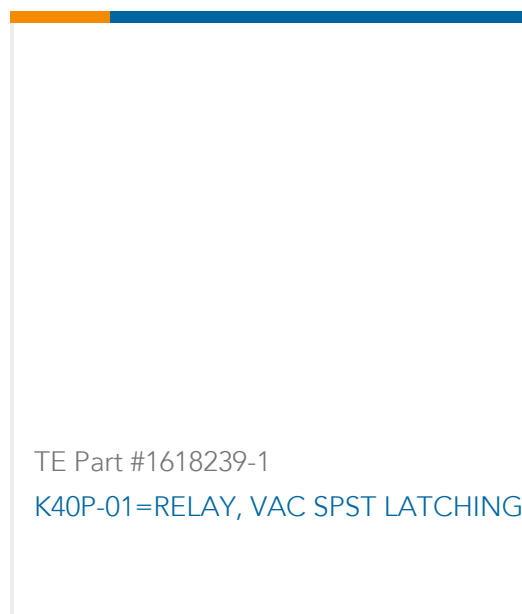 TE Part #1618239-1
K40P-01=RELAY, VAC SPST LATCHING